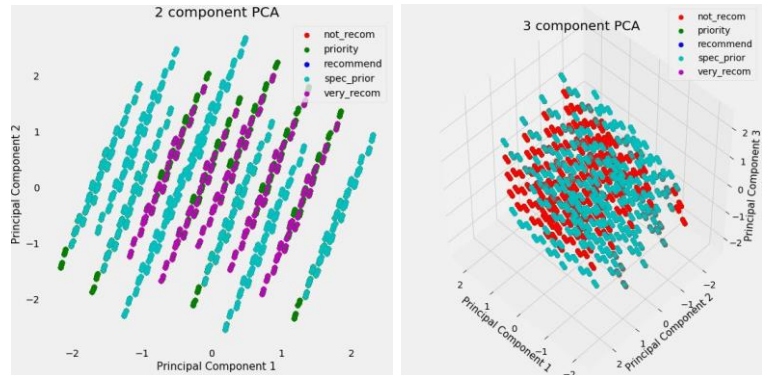 2 component PCA
not_recom
priority
recommend
spec_prior
very_recom
2
1
0
−1
−2
Principal Component 2
−2
−1
0
1
2
Principal Component 1
3 component PCA
not_recom
priority
recommend
spec_prior
very_recom
2
1
0
−1
−2
Principal Component 3
2
1
0
−1
−2
Principal Component 1
−2
−1
0
1
2
Principal Component 2